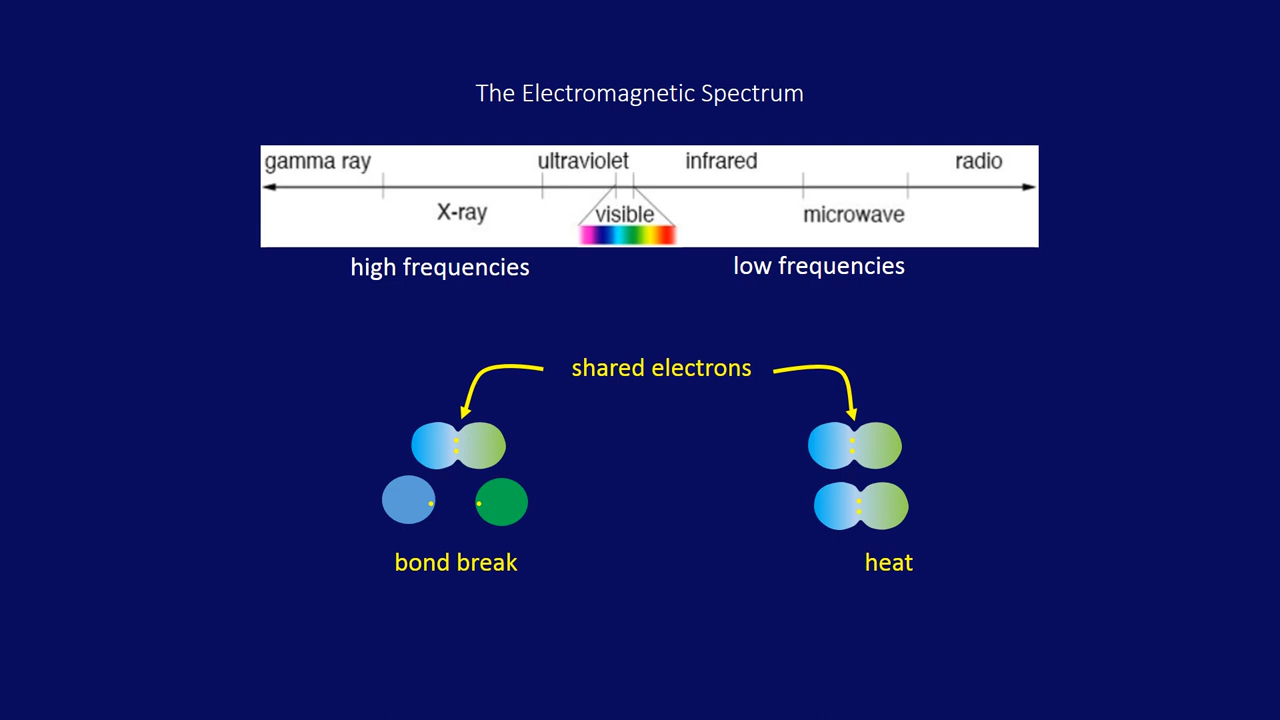 The Electromagnetic Spectrum
gamma ray ultraviolet infrared radio
X-ray visible microwave
high frequencies low frequencies
shared electrons
bond break heat